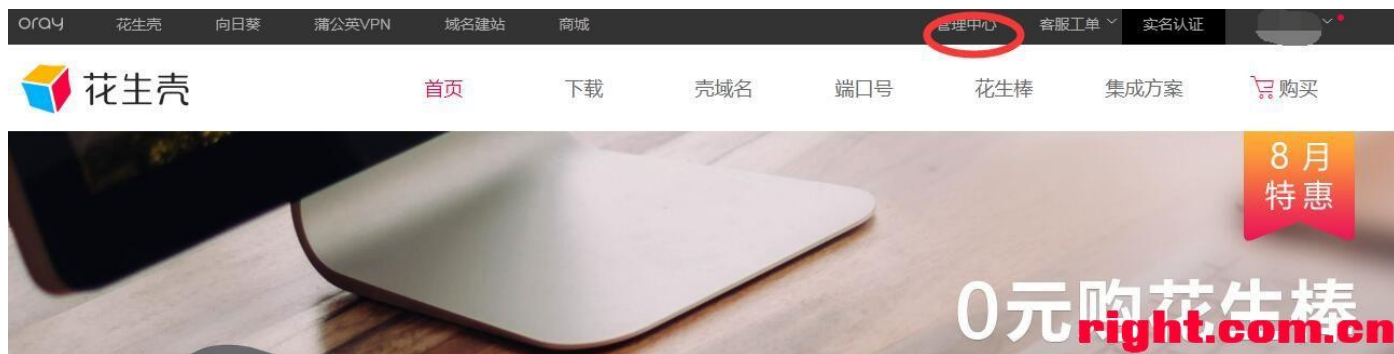 oray 花生壳 向日葵 蒲公英VPN 域名建站 商城 管理中心 客服工单 实名认证
花生壳 首页 下载 壳域名 端口号 花生棒 集成方案 购买
8月
特惠
0元购花生棒
right.com.cn